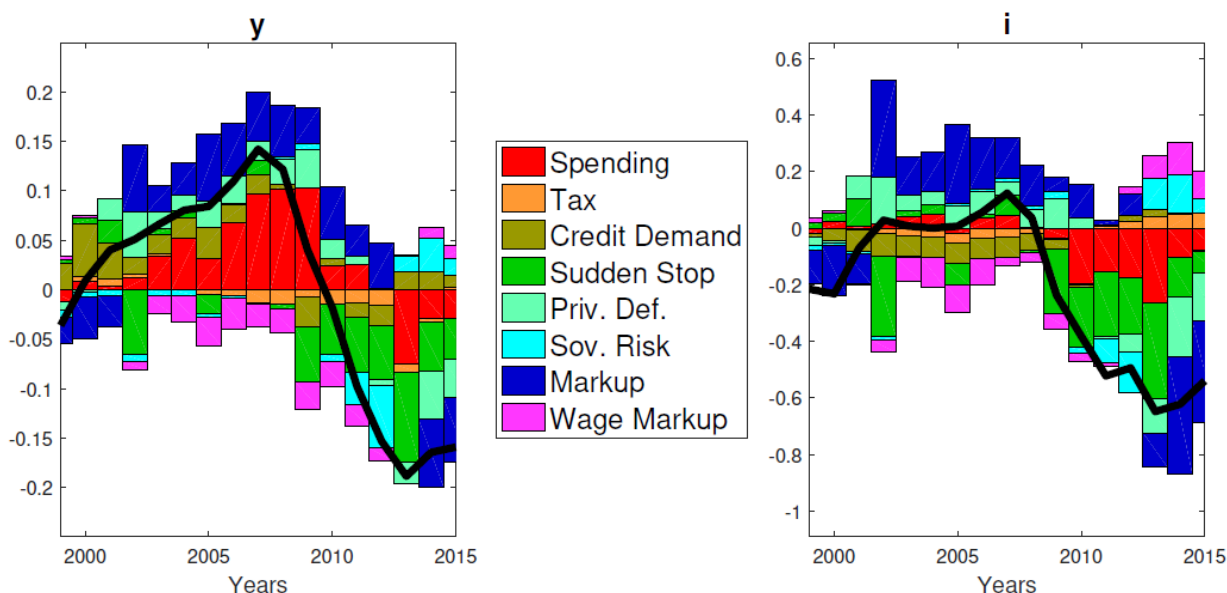 y
0.2
0.15
0.1
0.05
0
-0.05
-0.1
-0.15
-0.2
2000 2005 2010 2015
Years
Spending
Tax
Credit Demand
Sudden Stop
Priv. Def.
Sov. Risk
Markup
Wage Markup
i
0.6
0.4
0.2
0
-0.2
-0.4
-0.6
-0.8
-1
2000 2005 2010 2015
Years